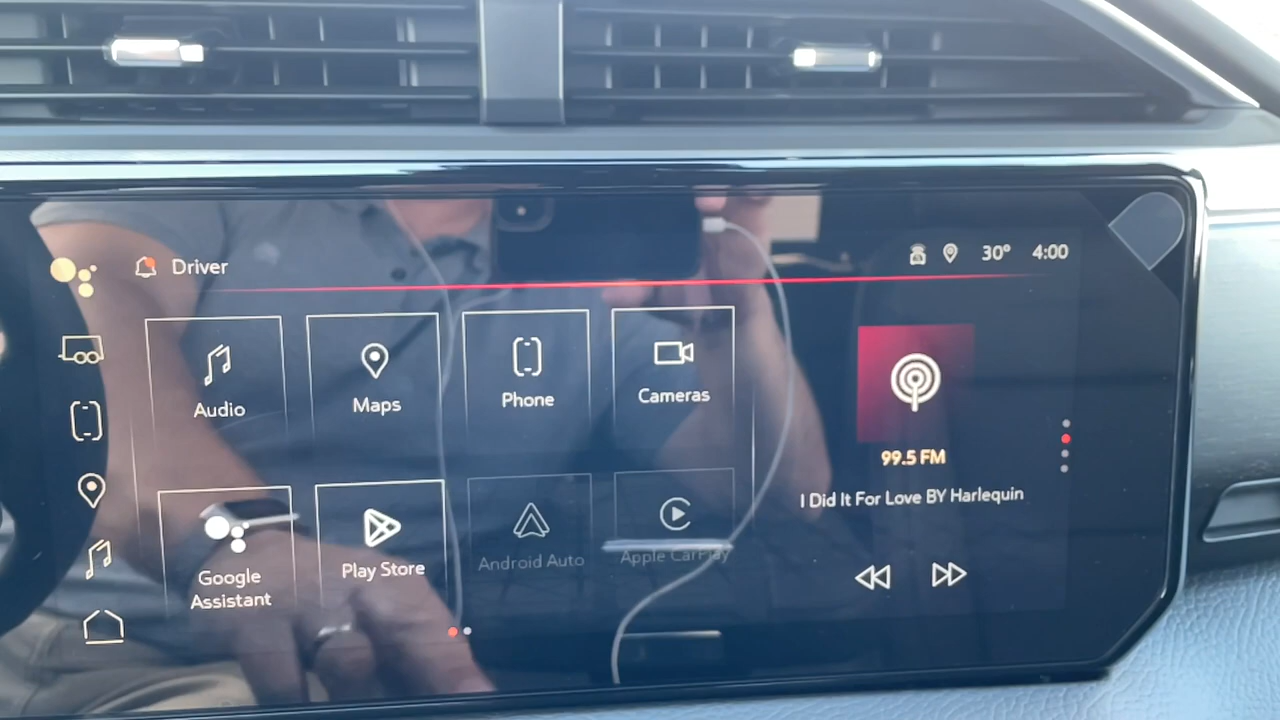 Driver
30° 4:00
Audio
Maps
Phone
Cameras
Google
Assistant
Play Store
Android Auto
Apple CarPlay
99.5 FM
I Did It For Love BY Harlequin